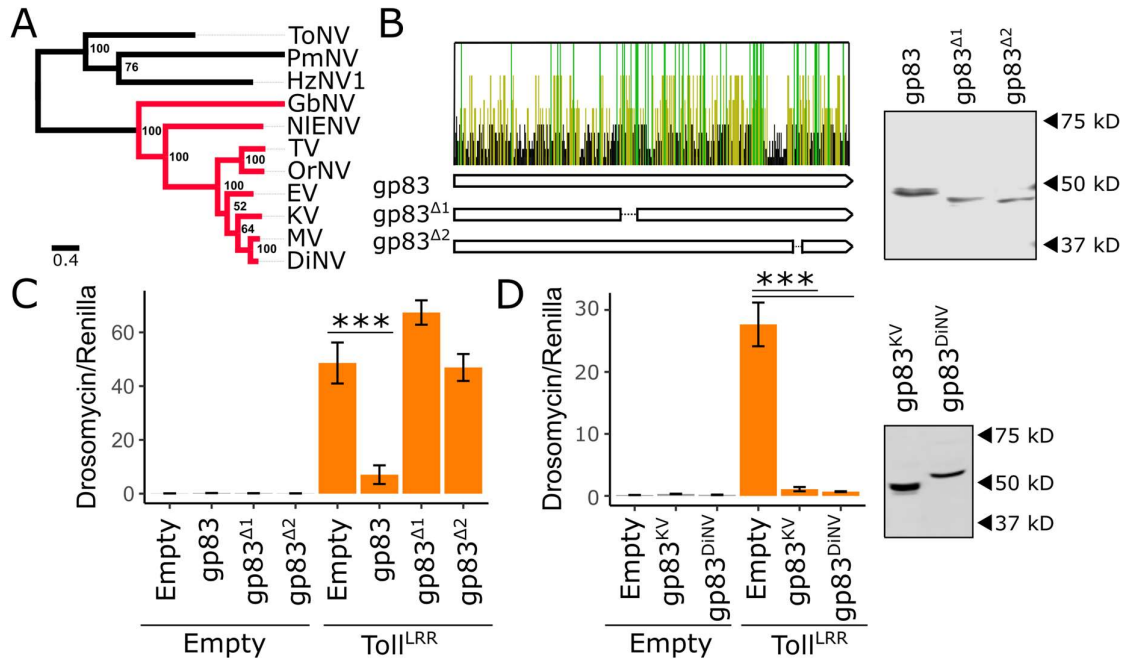 A
ToNV
PmNV
HzNV1
GbNV
NlENV
TV
OrNV
EV
KV
MV
DiNV
100
76
100
100
100
100
52
64
100
0.4
B
gp83
gp83Δ1
gp83Δ2
gp83
gp83Δ1
gp83Δ2
75 kD
50 kD
37 kD
C
Drosomycin/Renilla
60
40
20
0
***
Empty
gp83
gp83Δ1
gp83Δ2
Empty
gp83
gp83Δ1
gp83Δ2
Empty
TollLRR
D
Drosomycin/Renilla
30
20
10
0
***
Empty
gp83KV
gp83DiNV
Empty
gp83KV
gp83DiNV
Empty
TollLRR
gp83KV
gp83DiNV
75 kD
50 kD
37 kD